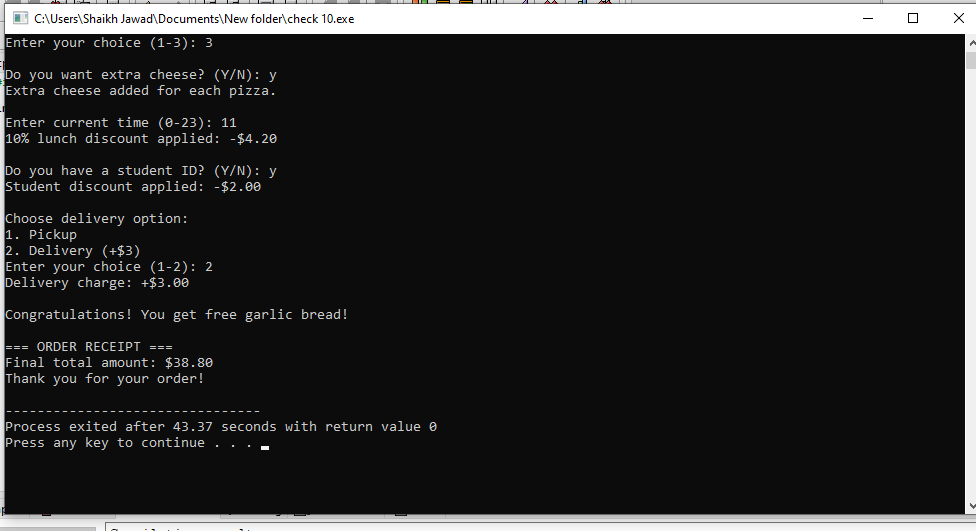 C:\Users\Shaikh Jawad\Documents\New folder\check 10.exe
Enter your choice (1-3): 3
Do you want extra cheese? (Y/N): y
Extra cheese added for each pizza.
Enter current time (0-23): 11
10% lunch discount applied: -$4.20
Do you have a student ID? (Y/N): y
Student discount applied: -$2.00
Choose delivery option:
1. Pickup
2. Delivery (+$3)
Enter your choice (1-2): 2
Delivery charge: +$3.00
Congratulations! You get free garlic bread!
=== ORDER RECEIPT ===
Final total amount: $38.80
Thank you for your order!
--------------------------------
Process exited after 43.37 seconds with return value 0
Press any key to continue . . .